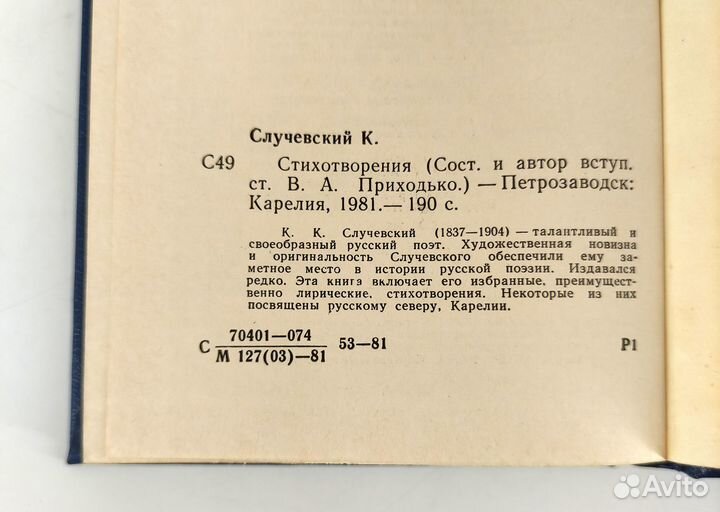 Случевский К.
С49 Стихотворения (Сост. и автор вступ.
ст. В. А. Приходько.) — Петрозаводск:
Карелия, 1981.— 190 с.
К. К. Случевский (1837—1904) — талантливый и
своеобразный русский поэт. Художественная новизна
и оригинальность Случевского обеспечили ему за-
метное место в истории русской поэзии. Издавался
редко. Эта книга включает его избранные, преимущест-
венно лирические, стихотворения. Некоторые из них
посвящены русскому северу, Карелии.
С 70401—074 53—81 Р1
М 127(03)—81
Avito